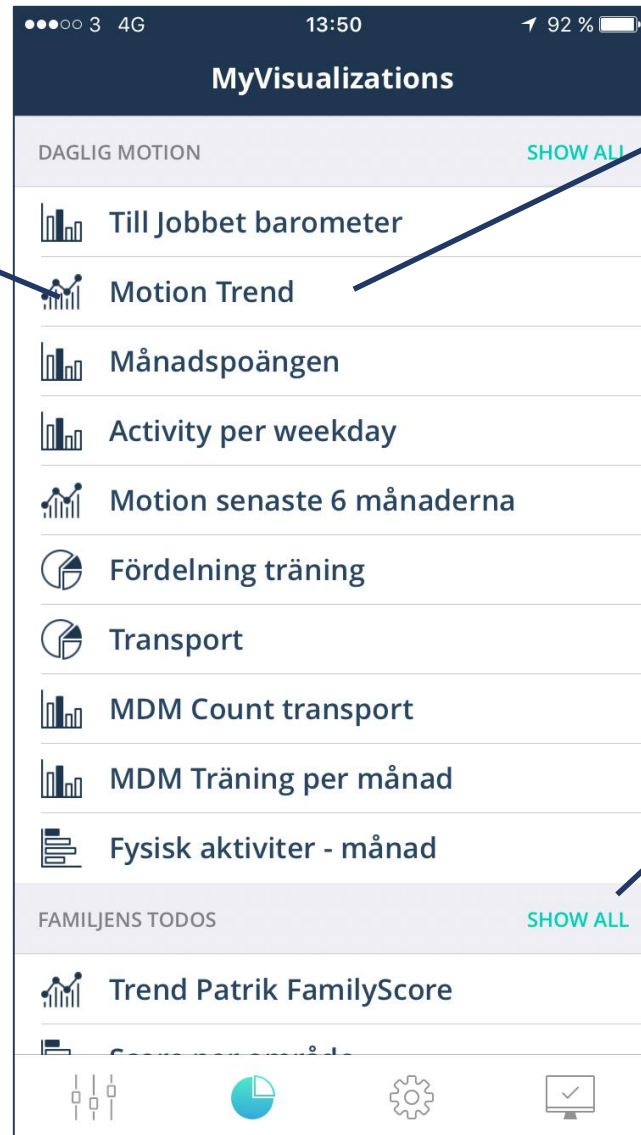 3 4G 13:50 92 %
MyVisualizations
DAGLIG MOTION SHOW ALL
Till Jobbet barometer
Motion Trend
Månadspoängen
Activity per weekday
Motion senaste 6 månaderna
Fördelning träning
Transport
MDM Count transport
MDM Träning per månad
Fysisk aktiviter - månad
FAMILJENS TODOS SHOW ALL
Trend Patrik FamilyScore